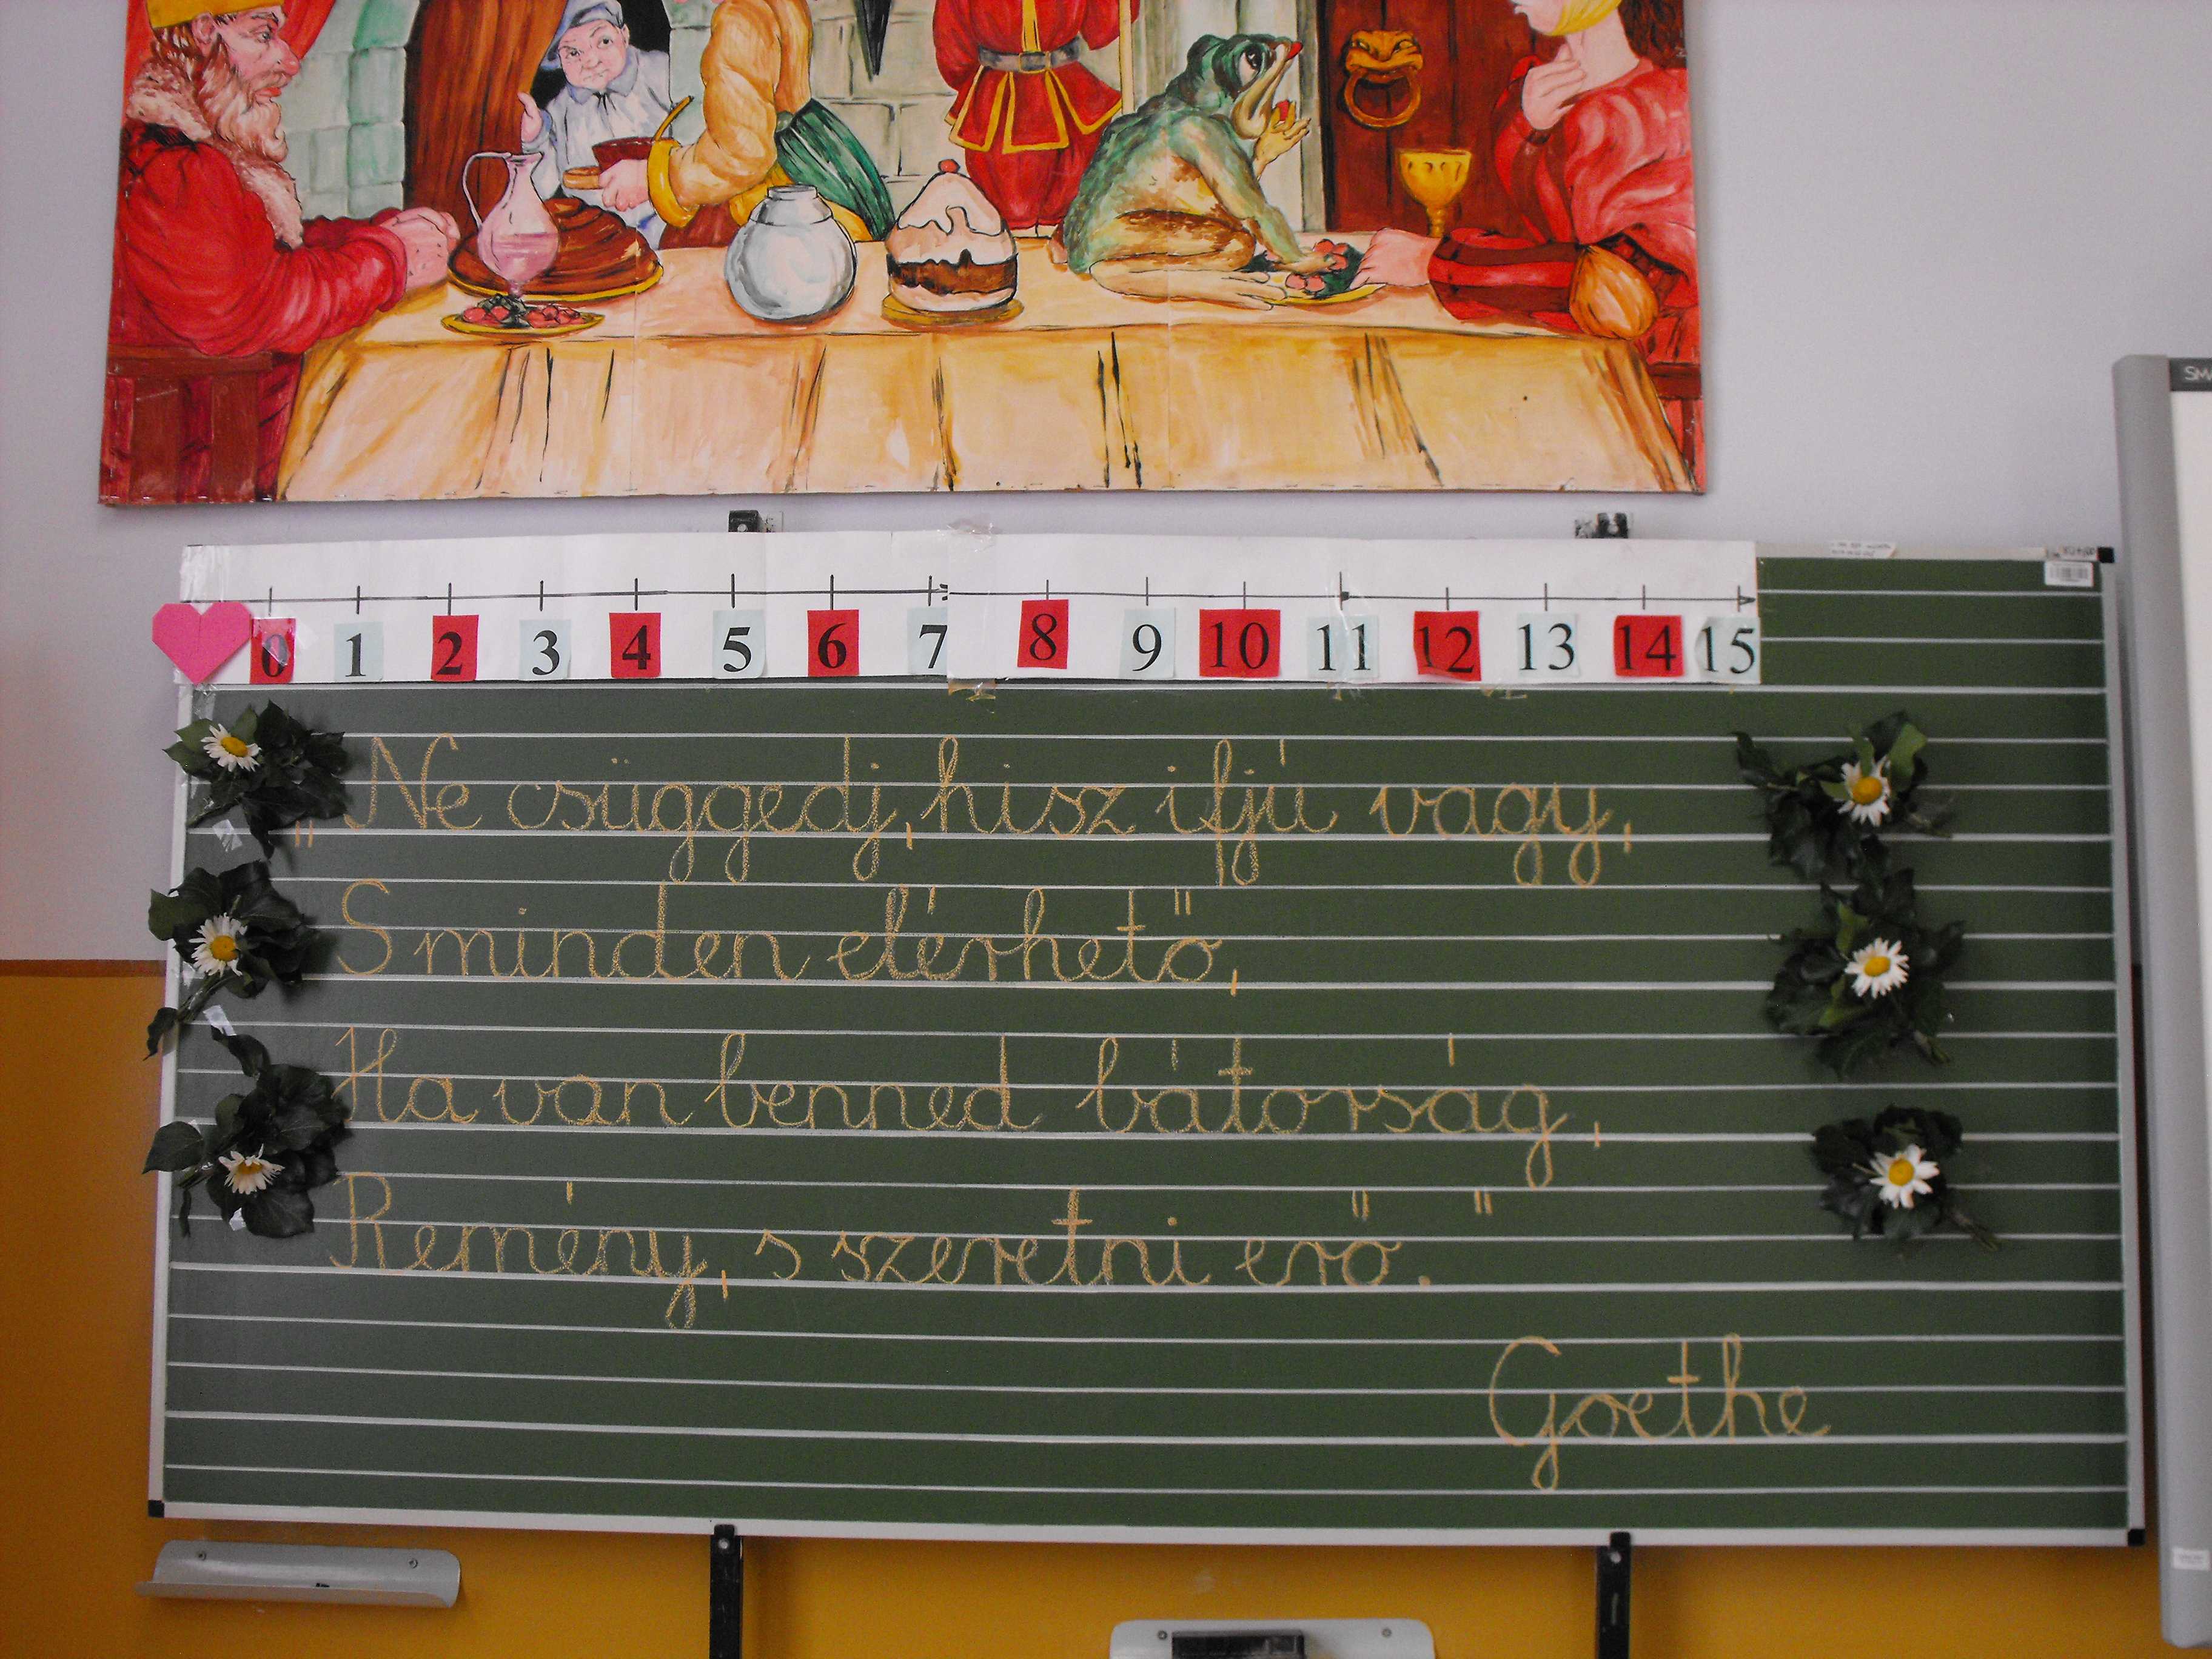 SM
0 1 2 3 4 5 6 7 8 9 10 11 12 13 14 15
„Ne csüggedj, hisz ifjú vagy,
S minden elérhető,
Ha van benned bátorság,
Remény, s szeretni erő."
Goethe